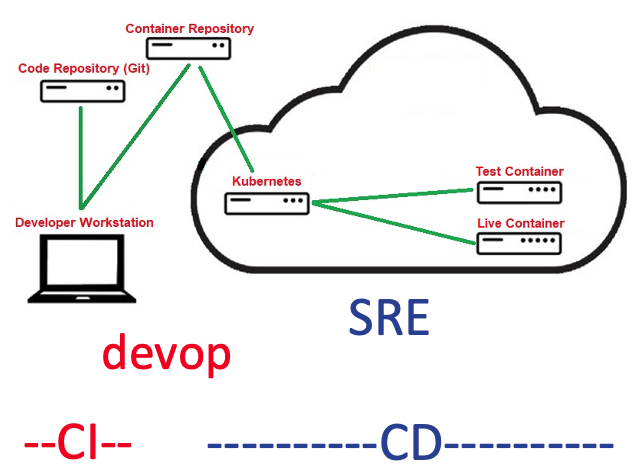 Container Repository
Code Repository (Git)
Test Container
Kubernetes
Developer Workstation
Live Container
SRE
devop
--CI-- ----------CD----------